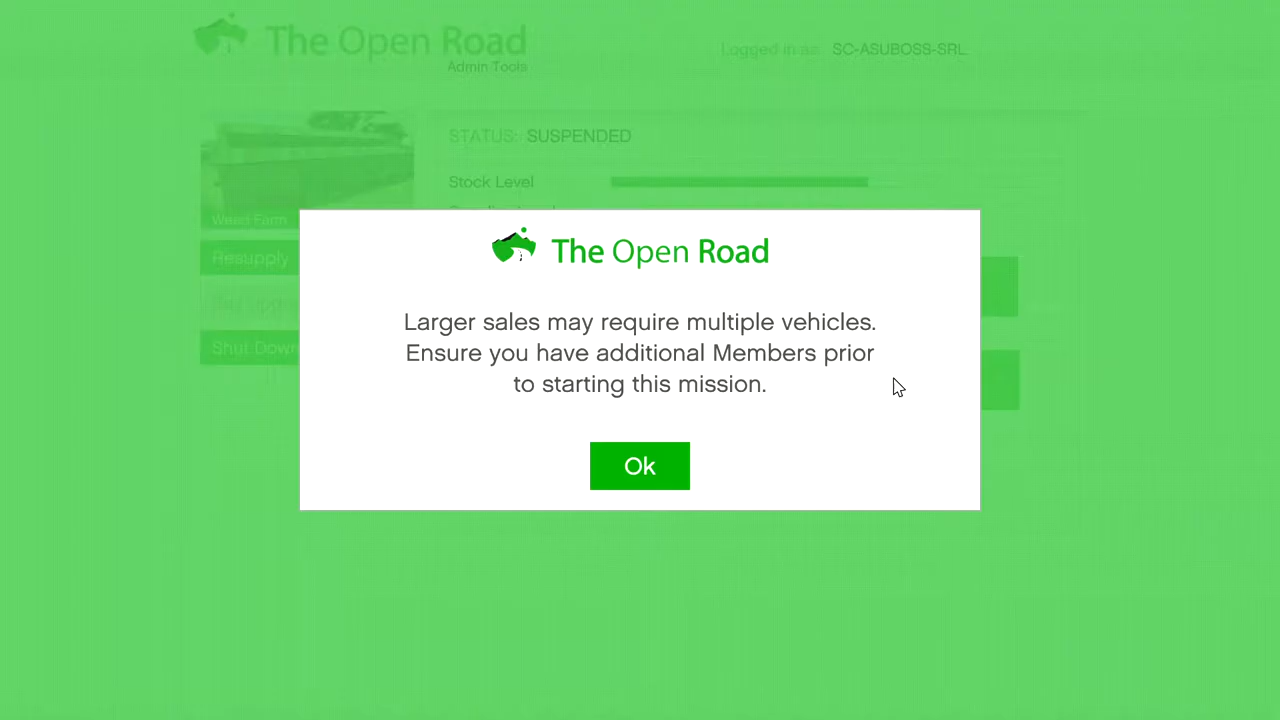 The Open Road
Admin Tools
Logged in as: SC-ASUBOSS-SRL
STATUS: SUSPENDED
Stock Level
Weed Farm
Resupply
Shut Down
The Open Road
Larger sales may require multiple vehicles.
Ensure you have additional Members prior
to starting this mission.
Ok